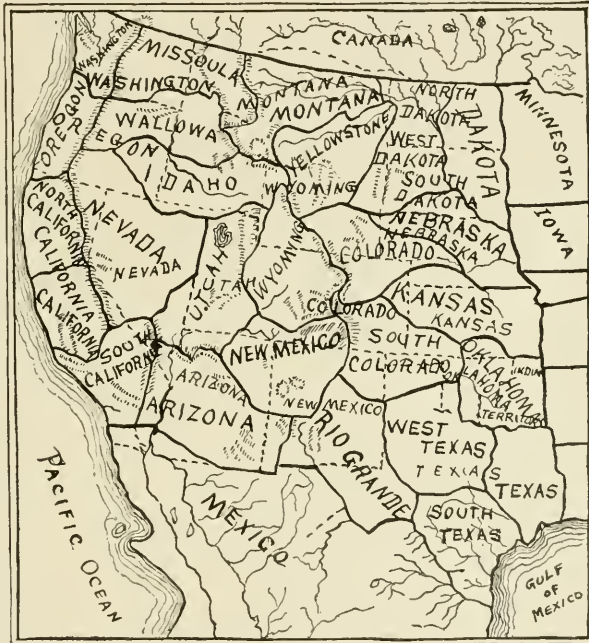 CANADA
WASHINGTON
MISSOULA
WASHINGTON
MONTANA
MONTANA
NORTH
DAKOTA
DAKOTA
MINNESOTA
OREGON
OREGON
WALLOWA
YELLOWSTONE
WEST
DAKOTA
SOUTH
DAKOTA
IDAHO
WYOMING
IOWA
NORTH
CALIFORNIA
NEVADA
NEVADA
NEBRASKA
NEBRASKA
COLORADO
UTAH
UTAH
WYOMING
CALIFORNIA
CALIFORNIA
COLORADO
KANSAS
KANSAS
SOUTH
CALIFORNIA
NEW MEXICO
SOUTH
COLORADO
OKLAHOMA
OKLAHOMA
INDIAN
TERRITORY
ARIZONA
ARIZONA
NEW MEXICO
RIO GRANDE
WEST
TEXAS
TEXAS
TEXAS
SOUTH
TEXAS
MEXICO
PACIFIC OCEAN
GULF
OF
MEXICO